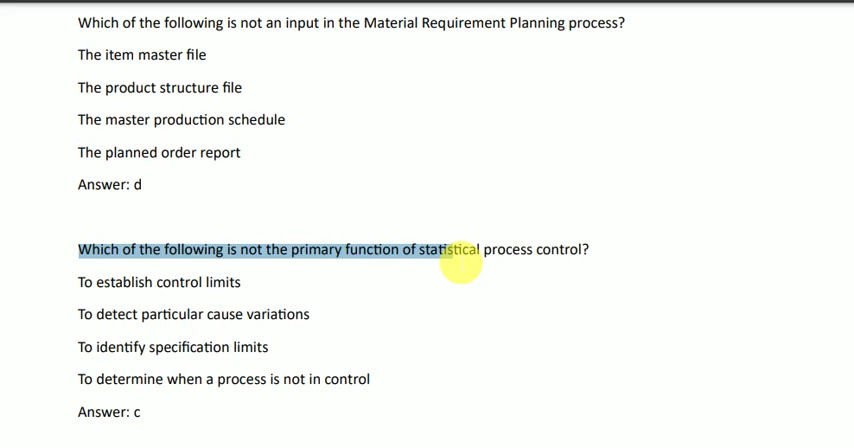 Which of the following is not an input in the Material Requirement Planning process?
The item master file
The product structure file
The master production schedule
The planned order report
Answer: d
Which of the following is not the primary function of statistical process control?
To establish control limits
To detect particular cause variations
To identify specification limits
To determine when a process is not in control
Answer: c